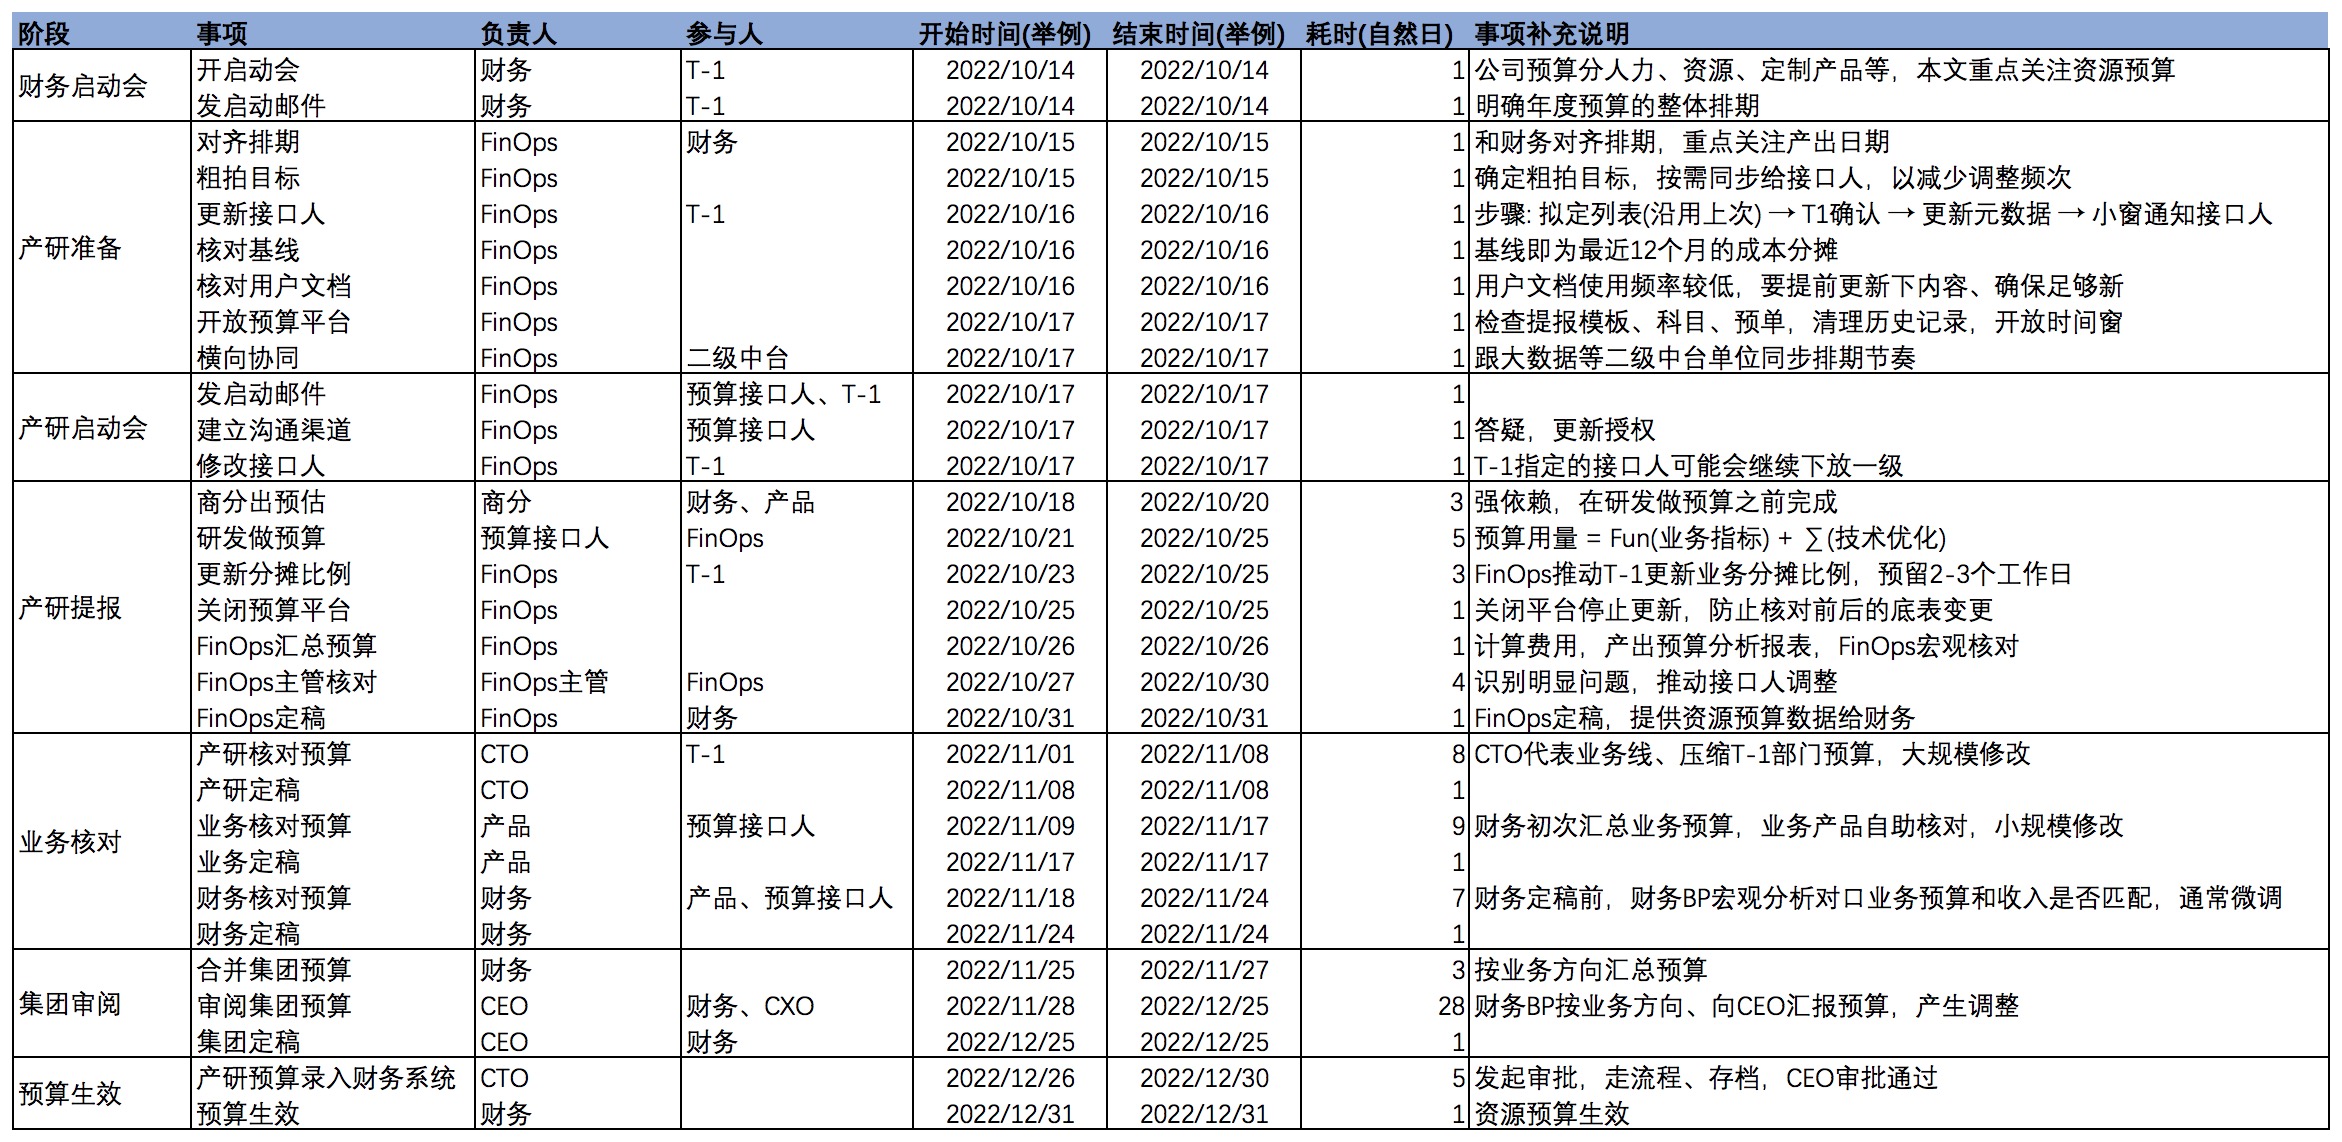 阶段 事项 负责人 参与人 开始时间(举例) 结束时间(举例) 耗时(自然日) 事项补充说明
财务启动会 开启动会 财务 T-1 2022/10/14 2022/10/14 1 公司预算分人力、资源、定制产品等，本文重点关注资源预算
发启动邮件 财务 T-1 2022/10/14 2022/10/14 1 明确年度预算的整体排期
产研准备 对齐排期 FinOps 财务 2022/10/15 2022/10/15 1 和财务对齐排期，重点关注产出日期
粗拍目标 FinOps 2022/10/15 2022/10/15 1 确定粗拍目标，按需同步给接口人，以减少调整频次
更新接口人 FinOps T-1 2022/10/16 2022/10/16 1 步骤: 拟定列表(沿用上次) → T1确认 → 更新元数据 → 小窗通知接口人
核对基线 FinOps 2022/10/16 2022/10/16 1 基线即为最近12个月的成本分摊
核对用户文档 FinOps 2022/10/16 2022/10/16 1 用户文档使用频率较低，要提前更新下内容、确保足够新
开放预算平台 FinOps 2022/10/17 2022/10/17 1 检查提报模板、科目、预单，清理历史记录，开放时间窗
横向协同 FinOps 二级中台 2022/10/17 2022/10/17 1 跟大数据等二级中台单位同步排期节奏
产研启动会 发启动邮件 FinOps 预算接口人、T-1 2022/10/17 2022/10/17 1
建立沟通渠道 FinOps 预算接口人 2022/10/17 2022/10/17 1 答疑，更新授权
修改接口人 FinOps T-1 2022/10/17 2022/10/17 1 T-1指定的接口人可能会继续下放一级
产研提报 商分出预估 商分 财务、产品 2022/10/18 2022/10/20 3 强依赖，在研发做预算之前完成
研发做预算 预算接口人 FinOps 2022/10/21 2022/10/25 5 预算用量 = Fun(业务指标) + ∑(技术优化)
更新分摊比例 FinOps T-1 2022/10/23 2022/10/25 3 FinOps推动T-1更新业务分摊比例，预留2-3个工作日
关闭预算平台 FinOps 2022/10/25 2022/10/25 1 关闭平台停止更新，防止核对前后的底表变更
FinOps汇总预算 FinOps 2022/10/26 2022/10/26 1 计算费用，产出预算分析报表，FinOps宏观核对
FinOps主管核对 FinOps主管 FinOps 2022/10/27 2022/10/30 4 识别明显问题，推动接口人调整
FinOps定稿 FinOps 财务 2022/10/31 2022/10/31 1 FinOps定稿，提供资源预算数据给财务
业务核对 产研核对预算 CTO T-1 2022/11/01 2022/11/08 8 CTO代表业务线、压缩T-1部门预算，大规模修改
产研定稿 CTO 2022/11/08 2022/11/08 1
业务核对预算 产品 预算接口人 2022/11/09 2022/11/17 9 财务初次汇总业务预算，业务产品自助核对，小规模修改
业务定稿 产品 2022/11/17 2022/11/17 1
财务核对预算 财务 产品、预算接口人 2022/11/18 2022/11/24 7 财务定稿前，财务BP宏观分析对口业务预算和收入是否匹配，通常微调
财务定稿 财务 2022/11/24 2022/11/24 1
集团审阅 合并集团预算 财务 2022/11/25 2022/11/27 3 按业务方向汇总预算
审阅集团预算 CEO 财务、CXO 2022/11/28 2022/12/25 28 财务BP按业务方向、向CEO汇报预算，产生调整
集团定稿 CEO 财务 2022/12/25 2022/12/25 1
预算生效 产研预算录入财务系统 CTO 2022/12/26 2022/12/30 5 发起审批，走流程、存档，CEO审批通过
预算生效 财务 2022/12/31 2022/12/31 1 资源预算生效